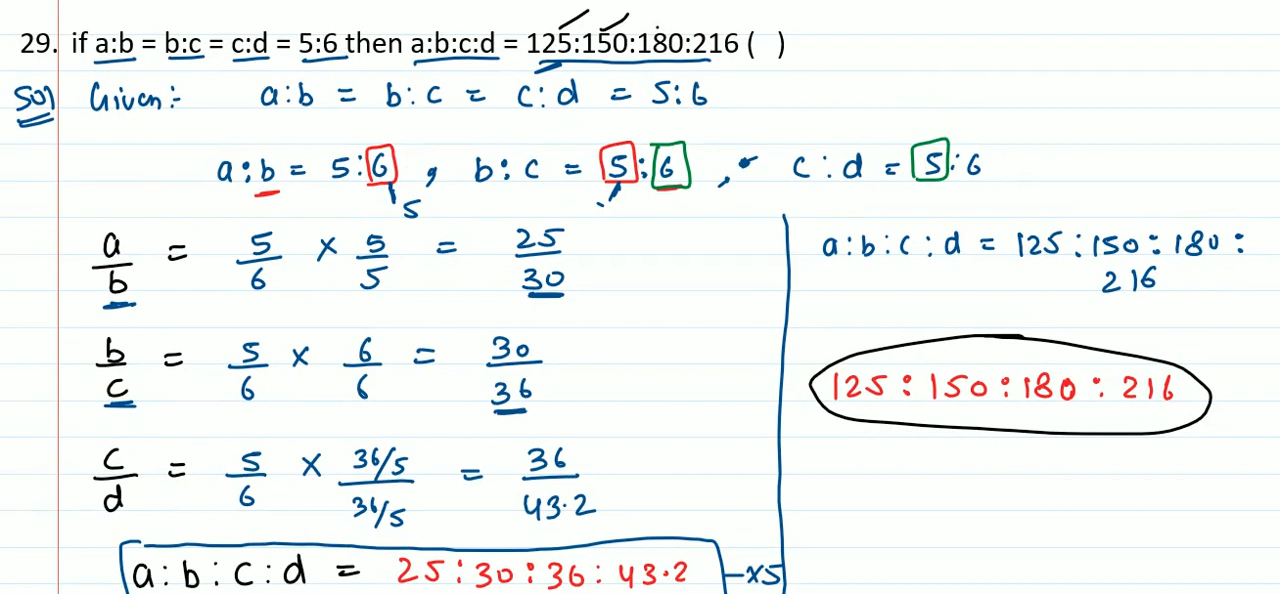 29. if a:b = b:c = c:d = 5:6 then a:b:c:d = 125:150:180:216 ( )
Sol Given:- a:b = b:c = c:d = 5:6
a:b = 5:6 , b:c = 5:6 , c:d = 5:6
5
a/b = 5/6 × 5/5 = 25/30
b/c = 5/6 × 6/6 = 30/36
c/d = 5/6 × (36/5)/(36/5) = 36/43.2
a:b:c:d = 25:30:36:43.2 -×5
a:b:c:d = 125:150:180:
216
125:150:180:216